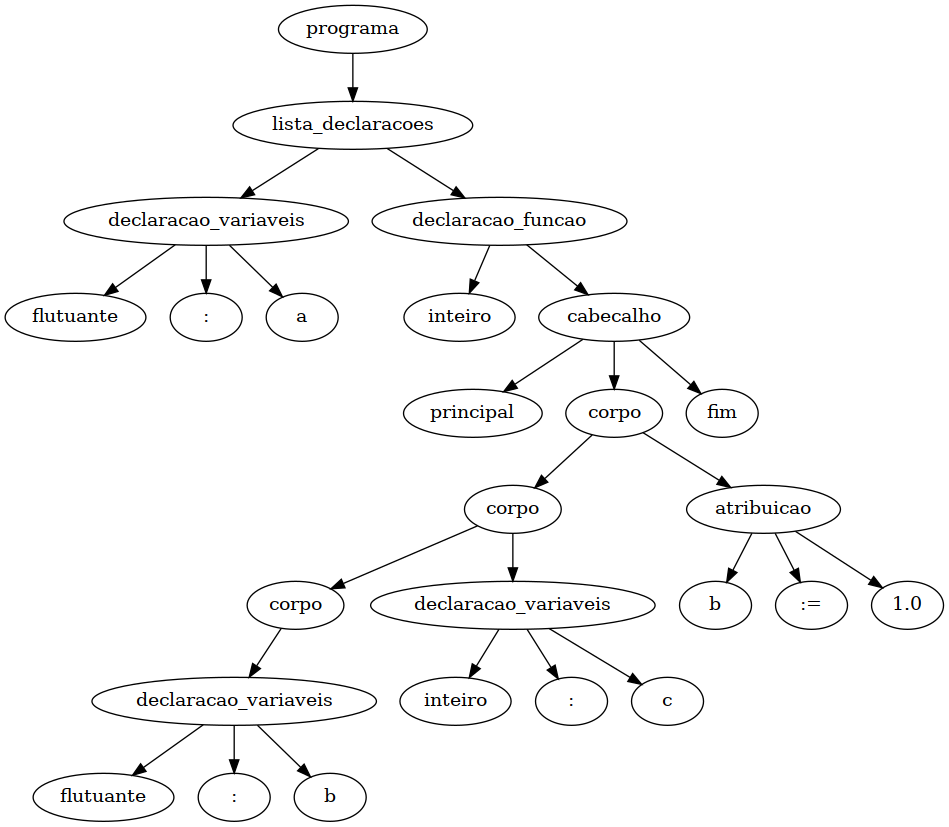 programa
lista_declaracoes
declaracao_variaveis
declaracao_funcao
flutuante
:
a
inteiro
cabecalho
principal
corpo
fim
corpo
atribuicao
corpo
declaracao_variaveis
b
:=
1.0
declaracao_variaveis
inteiro
:
c
flutuante
:
b